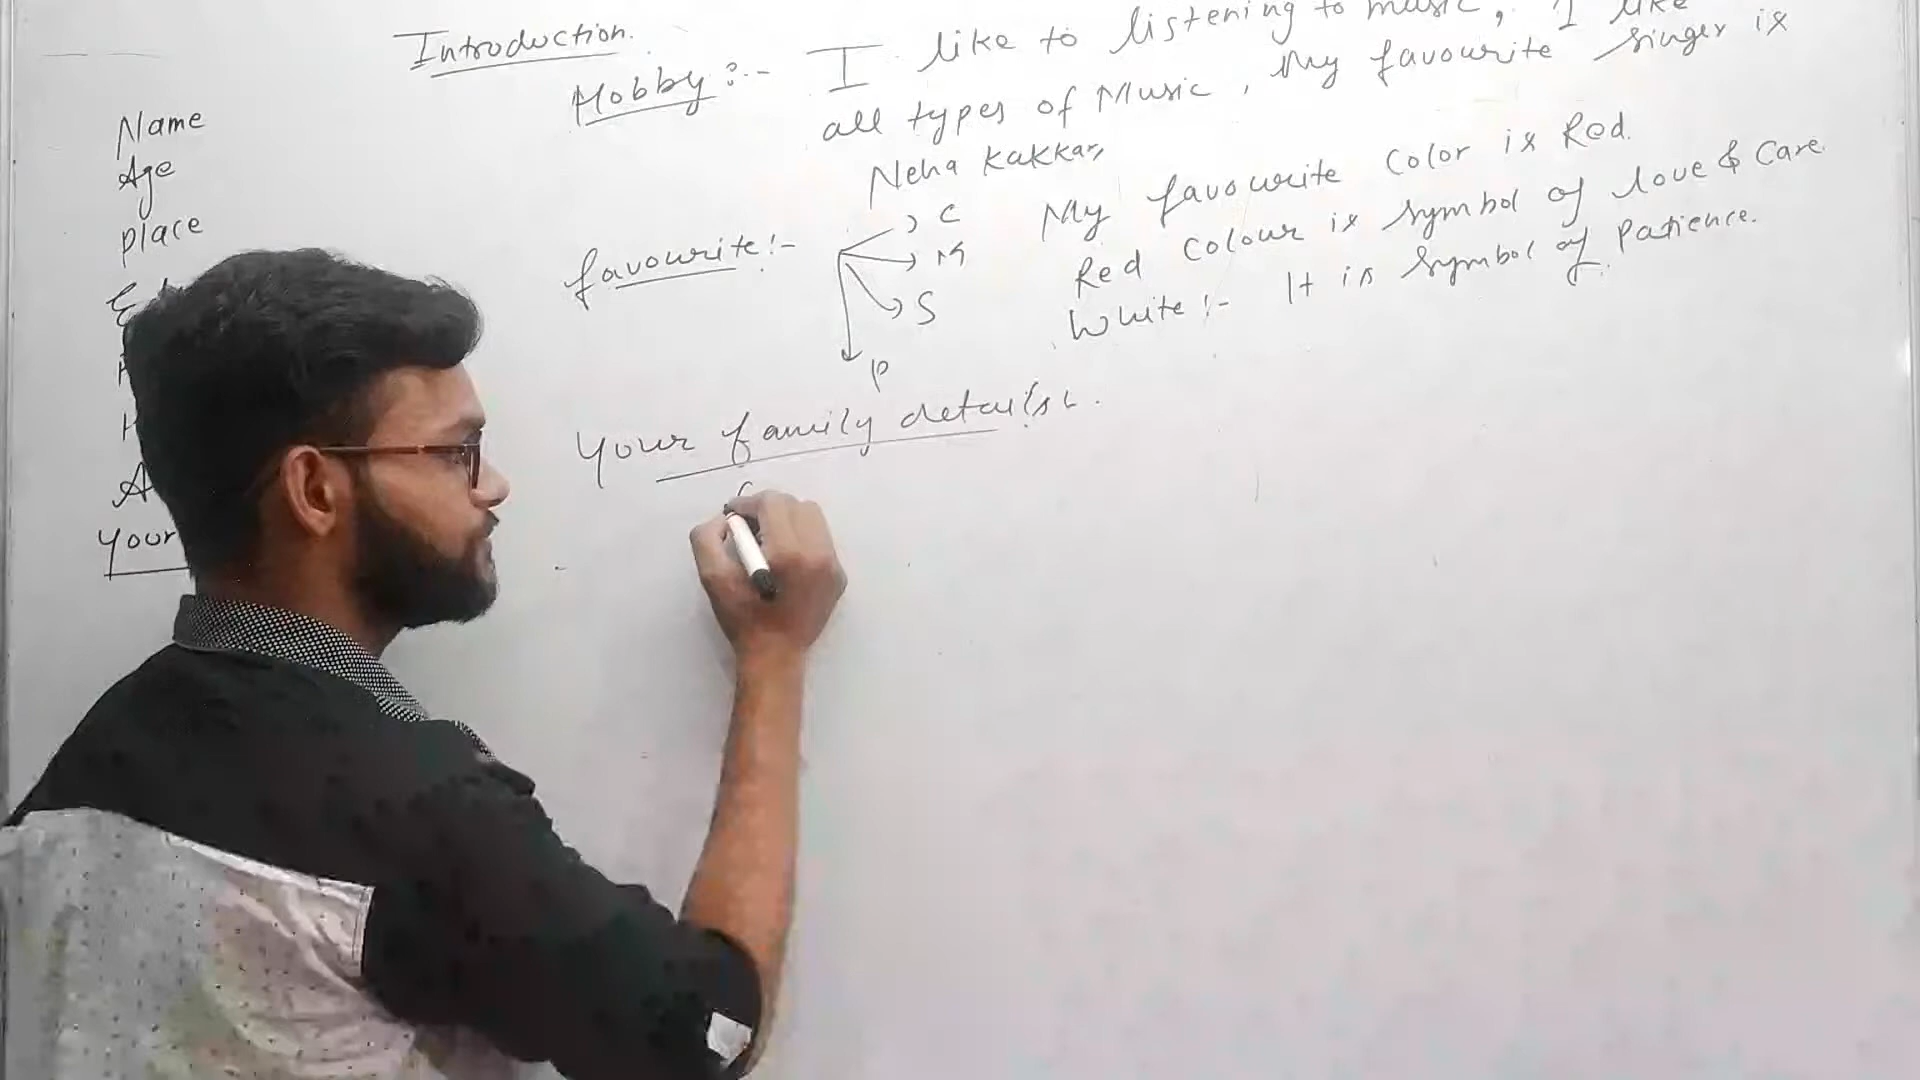 Introduction.
Name
Age
place
A
your
Hobby :- I like to listening to music, I like
all types of Music, My favourite singer is
Neha Kakkar,
favourite :- C
M
S
P
My favourite Color is Red.
Red Colour is symbol of love & Care.
White :- It is symbol of Patience.
Your family details.